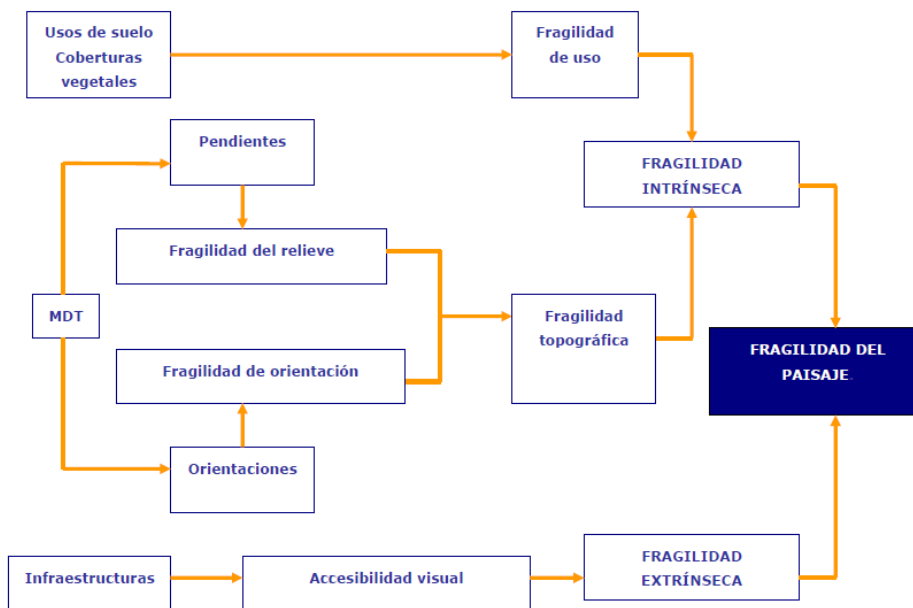 Usos de suelo
Coberturas
vegetales
Fragilidad
de uso
Pendientes
FRAGILIDAD
INTRÍNSECA
Fragilidad del relieve
MDT
Fragilidad
topográfica
FRAGILIDAD DEL
PAISAJE.
Fragilidad de orientación
Orientaciones
Infraestructuras
Accesibilidad visual
FRAGILIDAD
EXTRÍNSECA